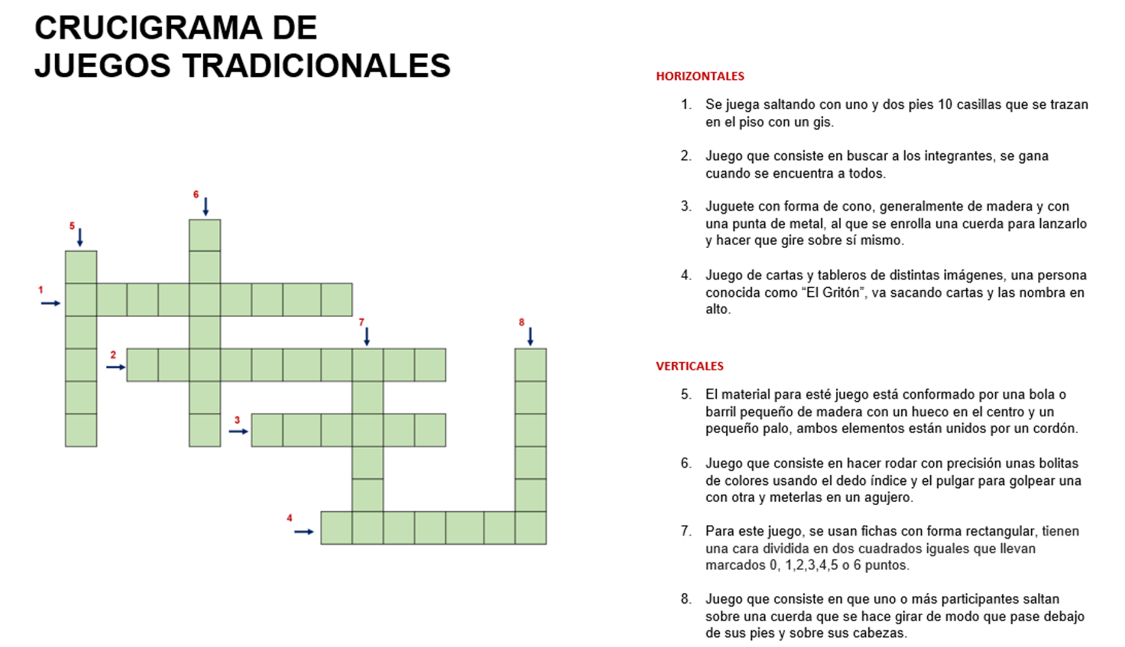 CRUCIGRAMA DE
JUEGOS TRADICIONALES
6
5
1
7
8
2
3
4
HORIZONTALES
1. Se juega saltando con uno y dos pies 10 casillas que se trazan
en el piso con un gis.
2. Juego que consiste en buscar a los integrantes, se gana
cuando se encuentra a todos.
3. Juguete con forma de cono, generalmente de madera y con
una punta de metal, al que se enrolla una cuerda para lanzarlo
y hacer que gire sobre sí mismo.
4. Juego de cartas y tableros de distintas imágenes, una persona
conocida como “El Gritón”, va sacando cartas y las nombra en
alto.
VERTICALES
5. El material para esté juego está conformado por una bola o
barril pequeño de madera con un hueco en el centro y un
pequeño palo, ambos elementos están unidos por un cordón.
6. Juego que consiste en hacer rodar con precisión unas bolitas
de colores usando el dedo índice y el pulgar para golpear una
con otra y meterlas en un agujero.
7. Para este juego, se usan fichas con forma rectangular, tienen
una cara dividida en dos cuadrados iguales que llevan
marcados 0, 1,2,3,4,5 o 6 puntos.
8. Juego que consiste en que uno o más participantes saltan
sobre una cuerda que se hace girar de modo que pase debajo
de sus pies y sobre sus cabezas.